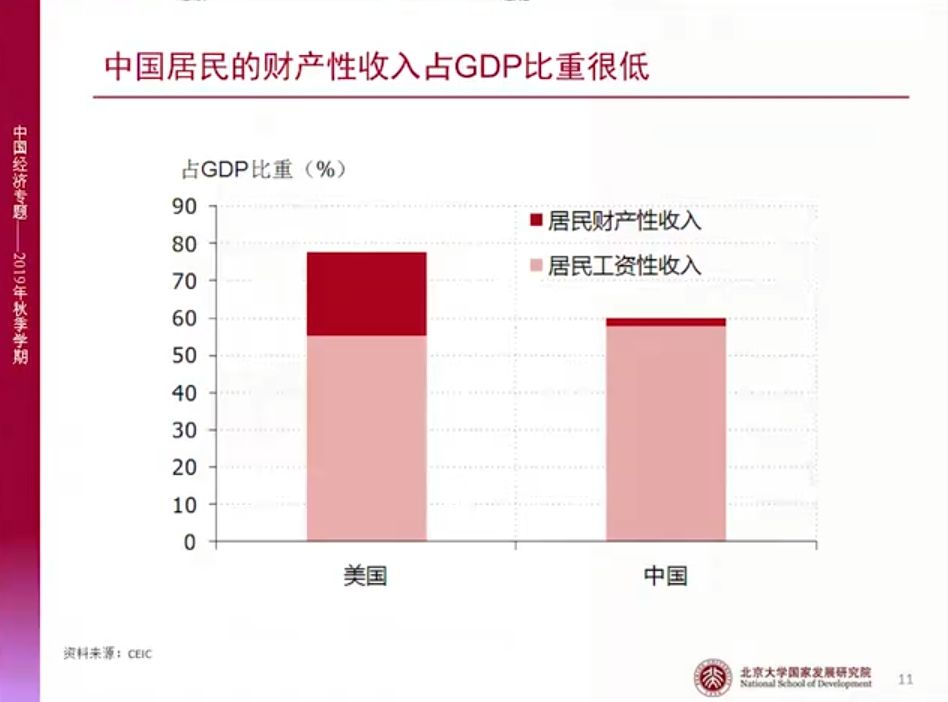 中国居民的财产性收入占GDP比重很低
中国经济专题——2019年秋季学期
占GDP比重（%）
90
80
70
60
50
40
30
20
10
0
居民财产性收入
居民工资性收入
美国
中国
资料来源：CEIC
北京大学国家发展研究院
National School of Development
11